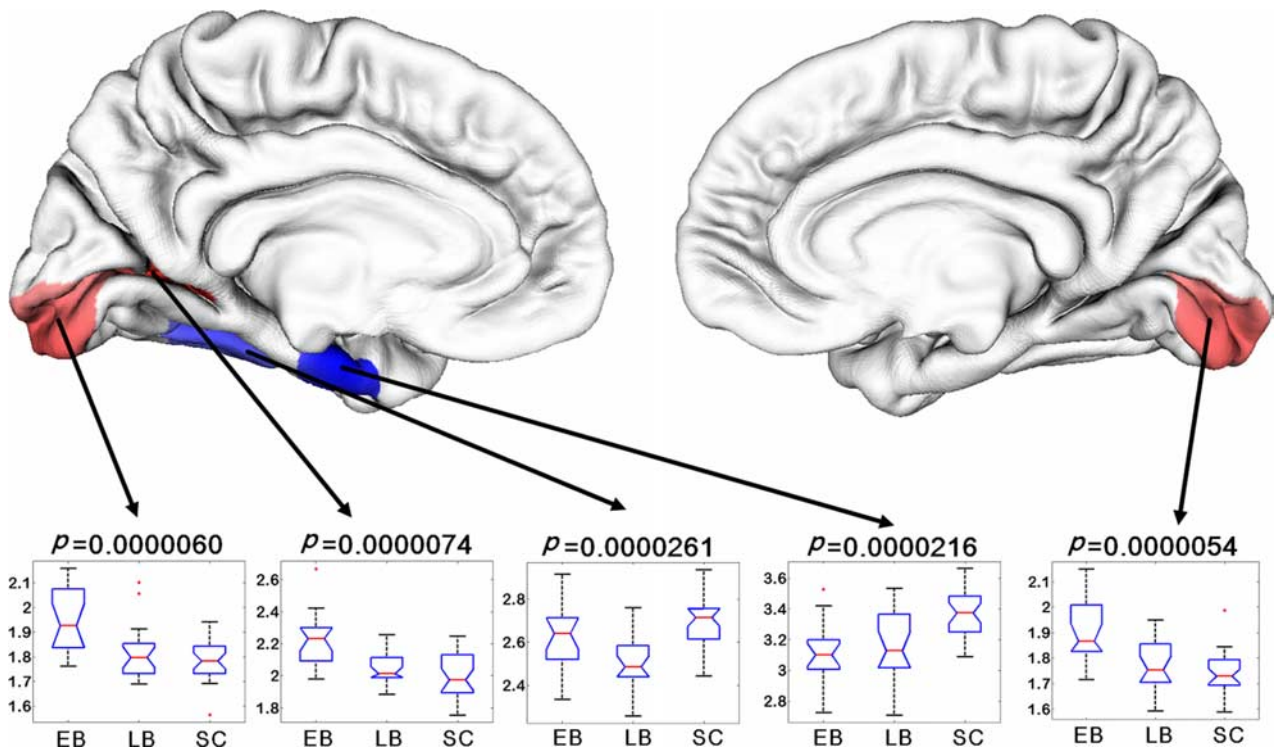 p=0.0000060
p=0.0000074
p=0.0000261
p=0.0000216
p=0.0000054
2.1
2
1.9
1.8
1.7
1.6
EB LB SC
2.6
2.4
2.2
2
1.8
EB LB SC
2.8
2.6
2.4
EB LB SC
3.6
3.4
3.2
3
2.8
EB LB SC
2.1
2
1.9
1.8
1.7
1.6
EB LB SC